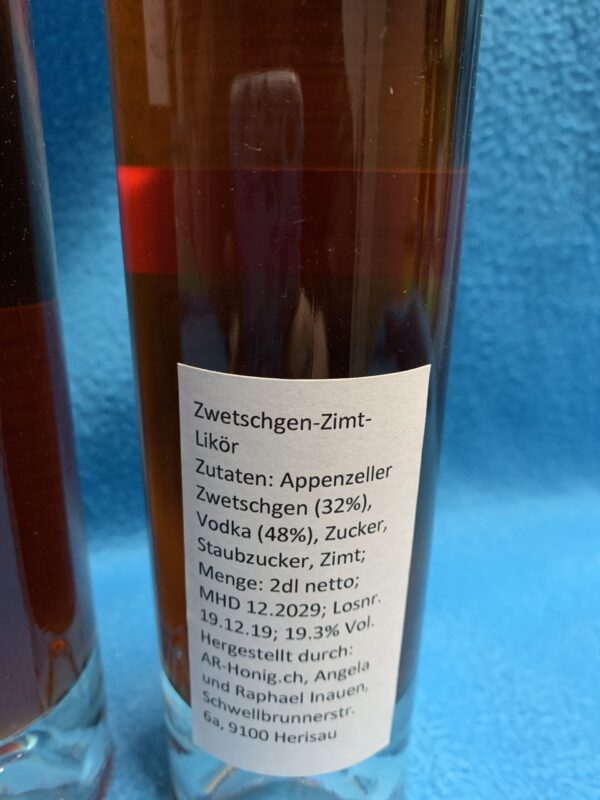 Zwetschgen-Zimt-
Likör
Zutaten: Appenzeller
Zwetschgen (32%),
Vodka (48%), Zucker,
Staubzucker, Zimt;
Menge: 2dl netto;
MHD 12.2029; Losnr.
19.12.19; 19.3% Vol.
Hergestellt durch:
AR-Honig.ch, Angela
und Raphael Inauen,
Schwellbrunnerstr.
6a, 9100 Herisau